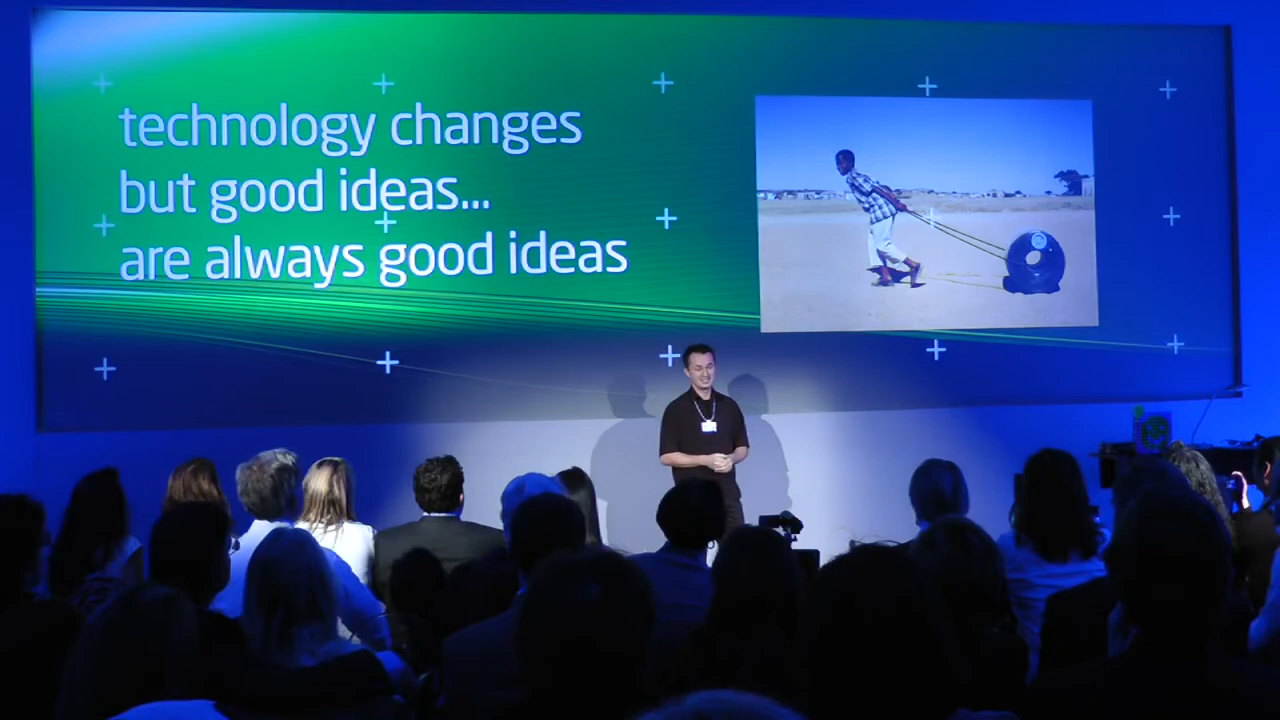 technology changes
but good ideas...
are always good ideas